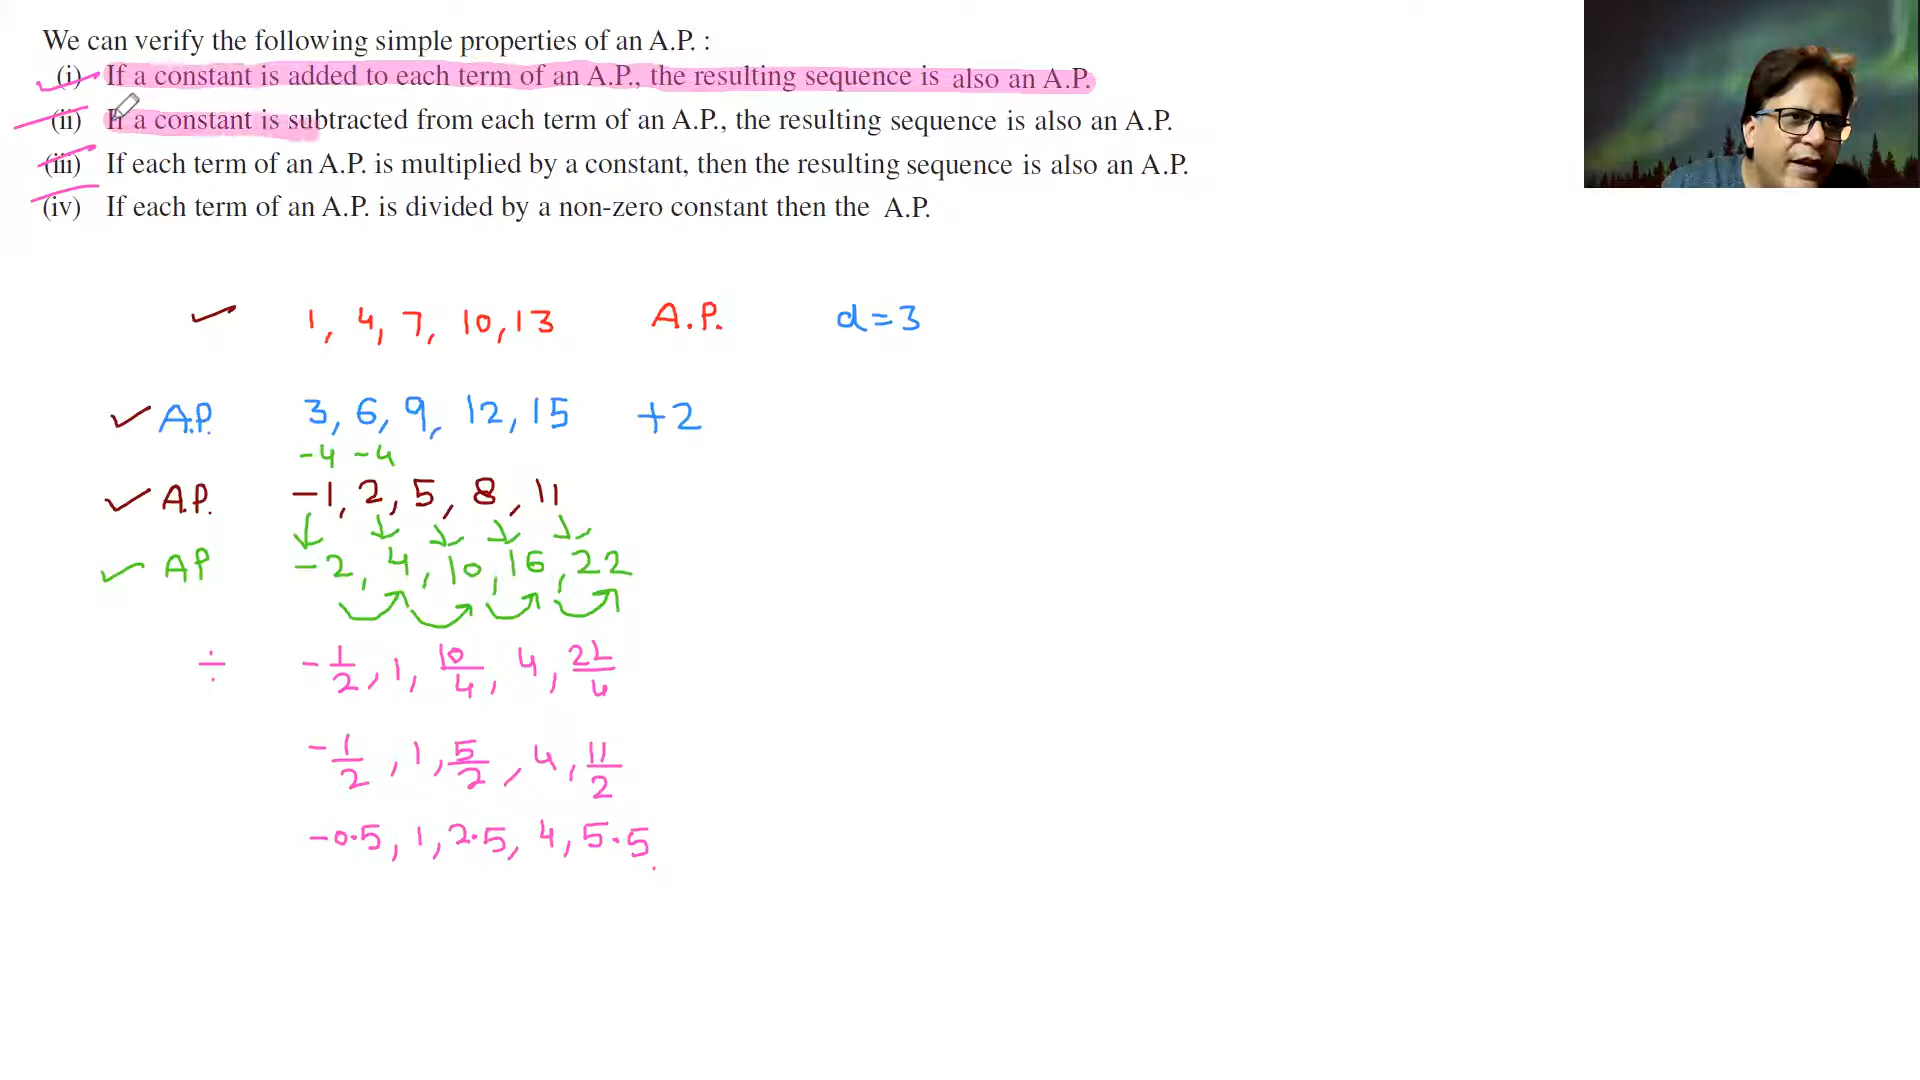 We can verify the following simple properties of an A.P. :
(i) If a constant is added to each term of an A.P., the resulting sequence is also an A.P.
(ii) If a constant is subtracted from each term of an A.P., the resulting sequence is also an A.P.
(iii) If each term of an A.P. is multiplied by a constant, then the resulting sequence is also an A.P.
(iv) If each term of an A.P. is divided by a non-zero constant then the A.P.
✓ 1, 4, 7, 10, 13 A.P. d=3
✓ A.P. 3, 6, 9, 12, 15 +2
-4 -4
✓ A.P. -1, 2, 5, 8, 11
✓ AP -2, 4, 10, 16, 22
÷ -1/2, 1, 10/4, 4, 22/4
-1/2, 1, 5/2, 4, 11/2
-0.5, 1, 2.5, 4, 5.5